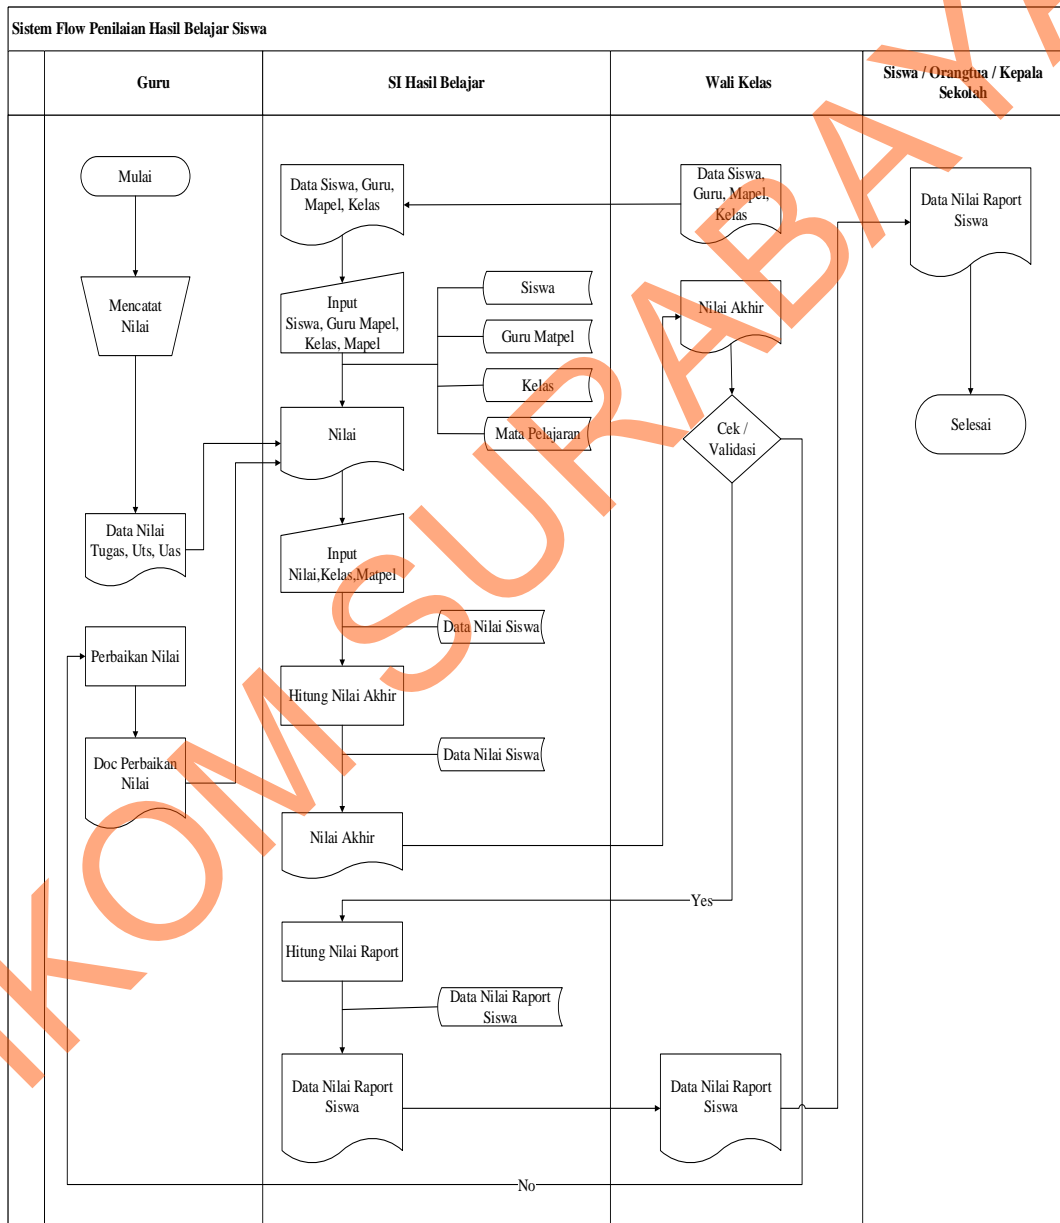 Sistem Flow Penilaian Hasil Belajar Siswa
Guru
SI Hasil Belajar
Wali Kelas
Siswa / Orangtua / Kepala
Sekolah
Mulai
Mencatat
Nilai
Data Nilai
Tugas, Uts, Uas
Perbaikan Nilai
Doc Perbaikan
Nilai
Data Siswa, Guru,
Mapel, Kelas
Input
Siswa, Guru Mapel,
Kelas, Mapel
Siswa
Guru Matpel
Kelas
Mata Pelajaran
Nilai
Input
Nilai,Kelas,Matpel
Data Nilai Siswa
Hitung Nilai Akhir
Data Nilai Siswa
Nilai Akhir
Hitung Nilai Raport
Data Nilai Raport
Siswa
Data Nilai Raport
Siswa
Data Siswa,
Guru, Mapel,
Kelas
Nilai Akhir
Cek /
Validasi
Yes
Data Nilai Raport
Siswa
No
Data Nilai Raport
Siswa
Selesai
IKOM SURABAYA